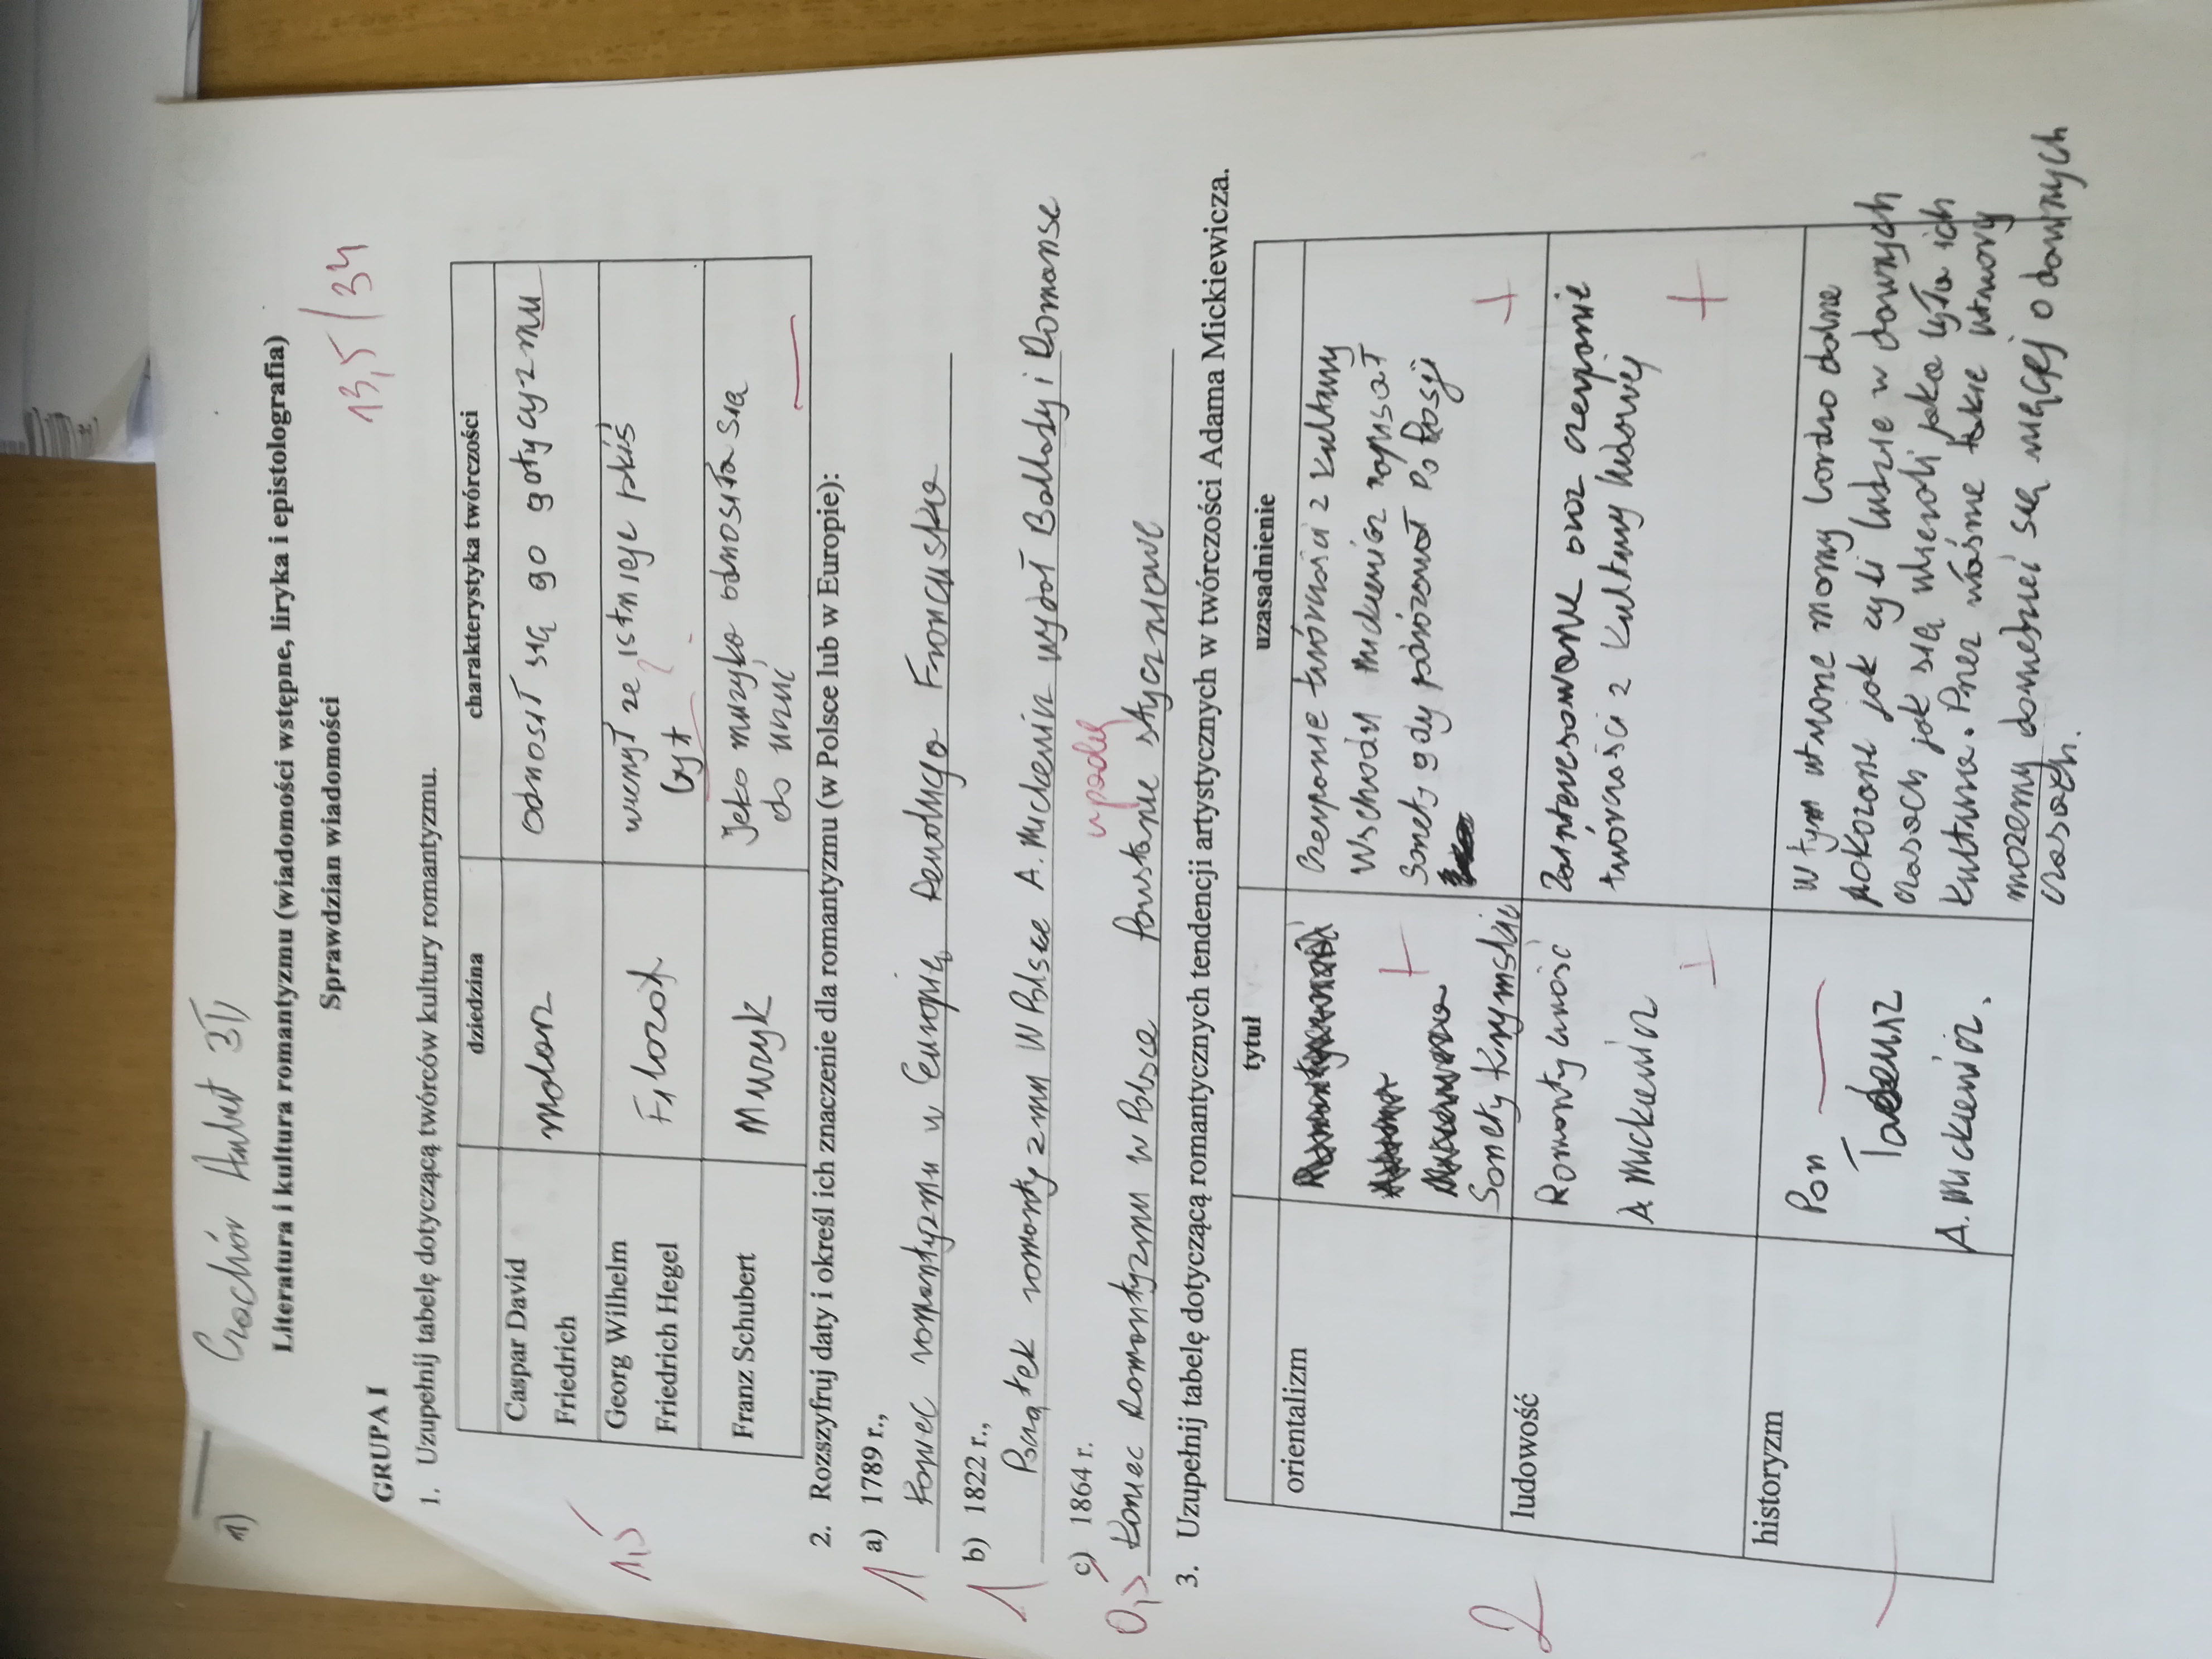 1)
Hubert 3T
Literatura i kultura romantyzmu (wiadomości wstępne, liryka i epistolografia)
Sprawdzian wiadomości
13,5/34
GRUPA I
1. Uzupełnij tabelę dotyczącą twórców kultury romantyzmu.
dziedzina
charakterystyka twórczości
Caspar David
Friedrich
malarz
odnosił się go gotycyzmu
Georg Wilhelm
Friedrich Hegel
Filozof
wierzył ze istnieje jakiś
byt
Franz Schubert
Muzyk
Jako muzyka odnosiła się
do
1,5
2. Rozszyfruj daty i określ ich znaczenie dla romantyzmu (w Polsce lub w Europie):
a) 1789 r.,
1
Koniec romantyzmu w Europie, Rewolucja Francuska
b) 1822 r.,
1
Początek romantyzmu w Polsce A. Mickiewicz wydał Ballady i Romanse
c) 1864 r.
upadek
0,5
Koniec Romantyzmu w Polsce Powstanie styczniowe
3. Uzupełnij tabelę dotyczącą romantycznych tendencji artystycznych w twórczości Adama Mickiewicza.
tytuł
uzasadnienie
orientalizm
Sonety Krymskie
+
Czerpanie twórczości z kultury
Wschodu Mickiewicz napisał
Sonety gdy podróżował po Rosji
+
2
ludowość
Romantyczność
A Mickiewicz
+
Zainteresowanie oraz czerpanie
twórczości z kultury ludowej
+
historyzm
Pan
Tadeusz
A. Mickiewicz.
W tym utworze mamy bardzo dobrze
pokazane jak żyli ludzie w dawnych
czasach jak się ubierali jaka była ich
kultura. Przez właśnie takie utwory
możemy dowiedzieć się więcej o dawnych
czasach.